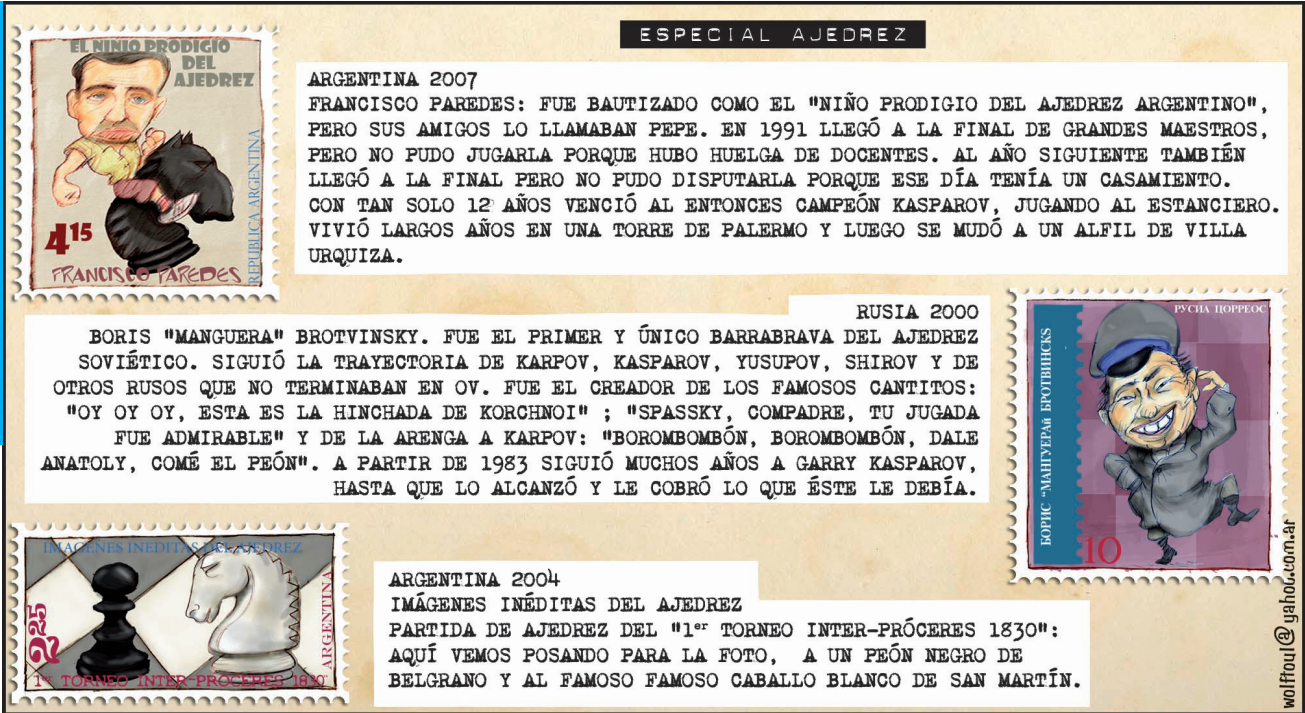 ESPECIAL AJEDREZ
EL NINIO PRODIGIO
DEL
AJEDREZ
REPUBLICA ARGENTINA
4 15
FRANCISCO PAREDES
ARGENTINA 2007
FRANCISCO PAREDES: FUE BAUTIZADO COMO EL "NIÑO PRODIGIO DEL AJEDREZ ARGENTINO",
PERO SUS AMIGOS LO LLAMABAN PEPE. EN 1991 LLEGÓ A LA FINAL DE GRANDES MAESTROS,
PERO NO PUDO JUGARLA PORQUE HUBO HUELGA DE DOCENTES. AL AÑO SIGUIENTE TAMBIÉN
LLEGÓ A LA FINAL PERO NO PUDO DISPUTARLA PORQUE ESE DÍA TENÍA UN CASAMIENTO.
CON TAN SOLO 12 AÑOS VENCIÓ AL ENTONCES CAMPEÓN KASPAROV, JUGANDO AL ESTANCIERO.
VIVIÓ LARGOS AÑOS EN UNA TORRE DE PALERMO Y LUEGO SE MUDÓ A UN ALFIL DE VILLA
URQUIZA.
RUSIA 2000
BORIS "MANGUERA" BROTVINSKY. FUE EL PRIMER Y ÚNICO BARRABRAVA DEL AJEDREZ
SOVIÉTICO. SIGUIÓ LA TRAYECTORIA DE KARPOV, KASPAROV, YUSUPOV, SHIROV Y DE
OTROS RUSOS QUE NO TERMINABAN EN OV. FUE EL CREADOR DE LOS FAMOSOS CANTITOS:
"OY OY OY, ESTA ES LA HINCHADA DE KORCHNOI" ; "SPASSKY, COMPADRE, TU JUGADA
FUE ADMIRABLE" Y DE LA ARENGA A KARPOV: "BOROMBOMBÓN, BOROMBOMBÓN, DALE
ANATOLY, COMÉ EL PEÓN". A PARTIR DE 1983 SIGUIÓ MUCHOS AÑOS A GARRY KASPAROV,
HASTA QUE LO ALCANZÓ Y LE COBRÓ LO QUE ÉSTE LE DEBÍA.
РУСИА ЦОРРЕОС
БОРИС "МАНГУЕРАй БРОТВИНСКS
10
IMAGENES INEDITAS DEL AJEDREZ
2 25
ARGENTINA
1er TORNEO INTER-PROCERES 1830
ARGENTINA 2004
IMÁGENES INÉDITAS DEL AJEDREZ
PARTIDA DE AJEDREZ DEL "1er TORNEO INTER-PRÓCERES 1830":
AQUÍ VEMOS POSANDO PARA LA FOTO, A UN PEÓN NEGRO DE
BELGRANO Y AL FAMOSO FAMOSO CABALLO BLANCO DE SAN MARTÍN.
wolffoyl@yahoo.com.ar